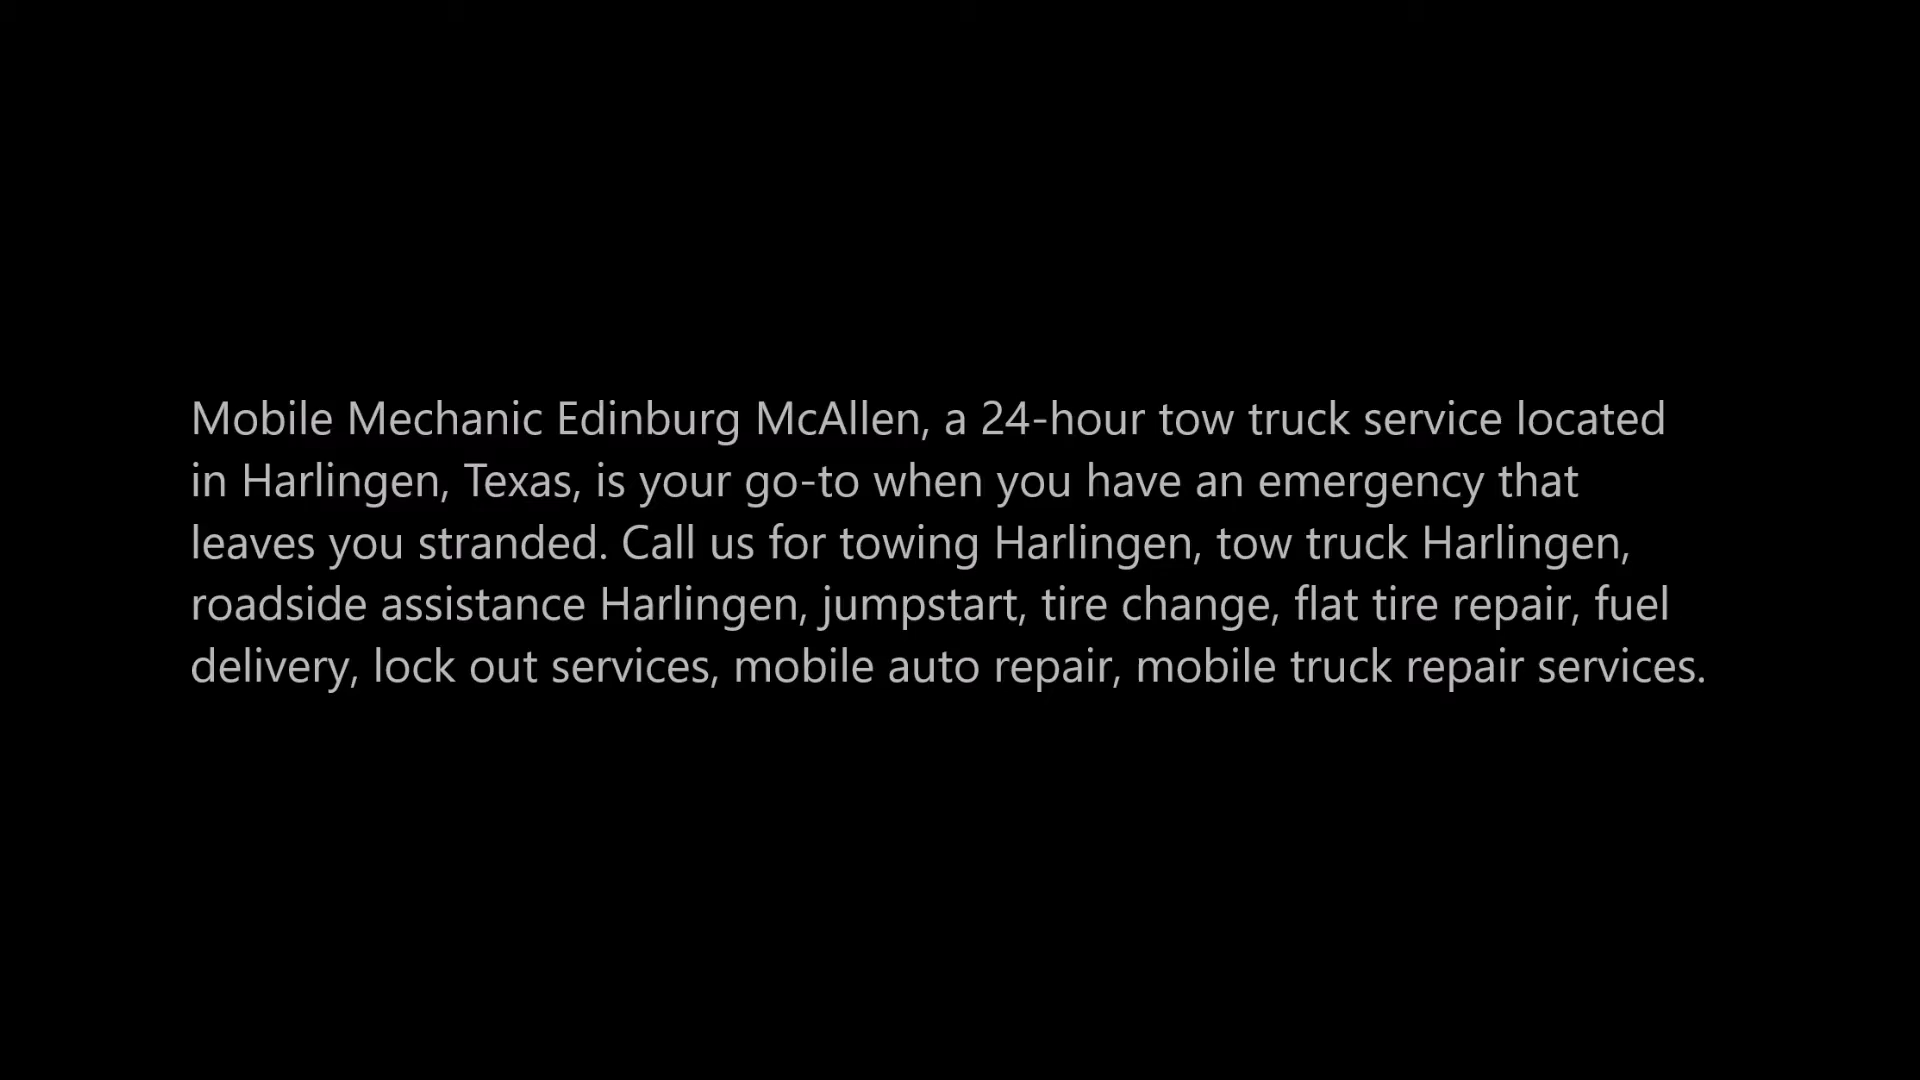 Mobile Mechanic Edinburg McAllen, a 24-hour tow truck service located
in Harlingen, Texas, is your go-to when you have an emergency that
leaves you stranded. Call us for towing Harlingen, tow truck Harlingen,
roadside assistance Harlingen, jumpstart, tire change, flat tire repair, fuel
delivery, lock out services, mobile auto repair, mobile truck repair services.